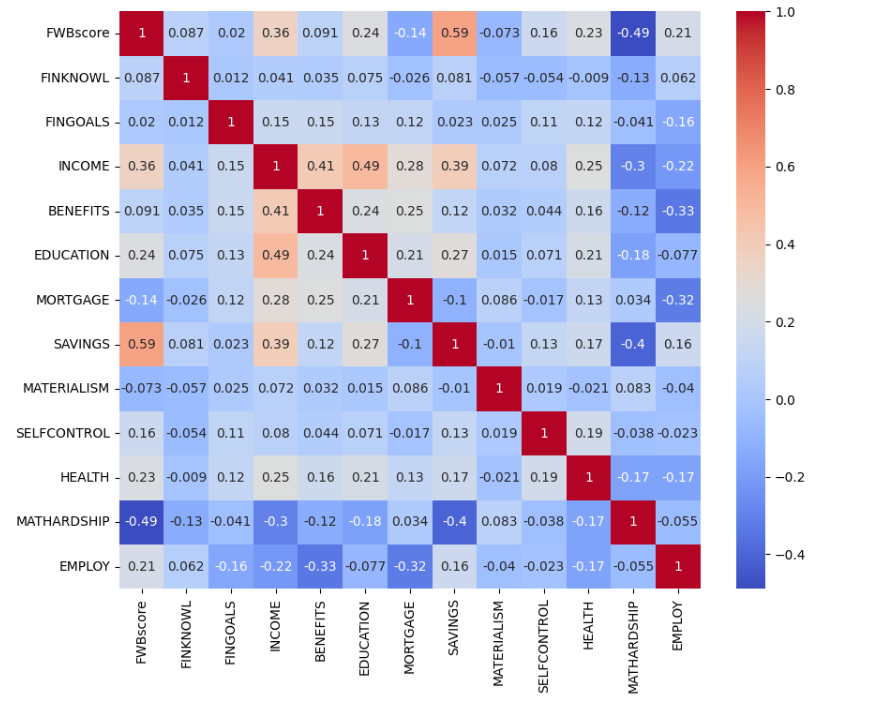 FWBscore 1 0.087 0.02 0.36 0.091 0.24 -0.14 0.59 -0.073 0.16 0.23 -0.49 0.21
FINKNOWL 0.087 1 0.012 0.041 0.035 0.075 -0.026 0.081 -0.057 -0.054 -0.009 -0.13 0.062
FINGOALS 0.02 0.012 1 0.15 0.15 0.13 0.12 0.023 0.025 0.11 0.12 -0.041 -0.16
INCOME 0.36 0.041 0.15 1 0.41 0.49 0.28 0.39 0.072 0.08 0.25 -0.3 -0.22
BENEFITS 0.091 0.035 0.15 0.41 1 0.24 0.25 0.12 0.032 0.044 0.16 -0.12 -0.33
EDUCATION 0.24 0.075 0.13 0.49 0.24 1 0.21 0.27 0.015 0.071 0.21 -0.18 -0.077
MORTGAGE -0.14 -0.026 0.12 0.28 0.25 0.21 1 -0.1 0.086 -0.017 0.13 0.034 -0.32
SAVINGS 0.59 0.081 0.023 0.39 0.12 0.27 -0.1 1 -0.01 0.13 0.17 -0.4 0.16
MATERIALISM -0.073 -0.057 0.025 0.072 0.032 0.015 0.086 -0.01 1 0.019 -0.021 0.083 -0.04
SELFCONTROL 0.16 -0.054 0.11 0.08 0.044 0.071 -0.017 0.13 0.019 1 0.19 -0.038 -0.023
HEALTH 0.23 -0.009 0.12 0.25 0.16 0.21 0.13 0.17 -0.021 0.19 1 -0.17 -0.17
MATHARDSHIP -0.49 -0.13 -0.041 -0.3 -0.12 -0.18 0.034 -0.4 0.083 -0.038 -0.17 1 -0.055
EMPLOY 0.21 0.062 -0.16 -0.22 -0.33 -0.077 -0.32 0.16 -0.04 -0.023 -0.17 -0.055 1
FWBscore
FINKNOWL
FINGOALS
INCOME
BENEFITS
EDUCATION
MORTGAGE
SAVINGS
MATERIALISM
SELFCONTROL
HEALTH
MATHARDSHIP
EMPLOY
1.0
0.8
0.6
0.4
0.2
0.0
−0.2
−0.4